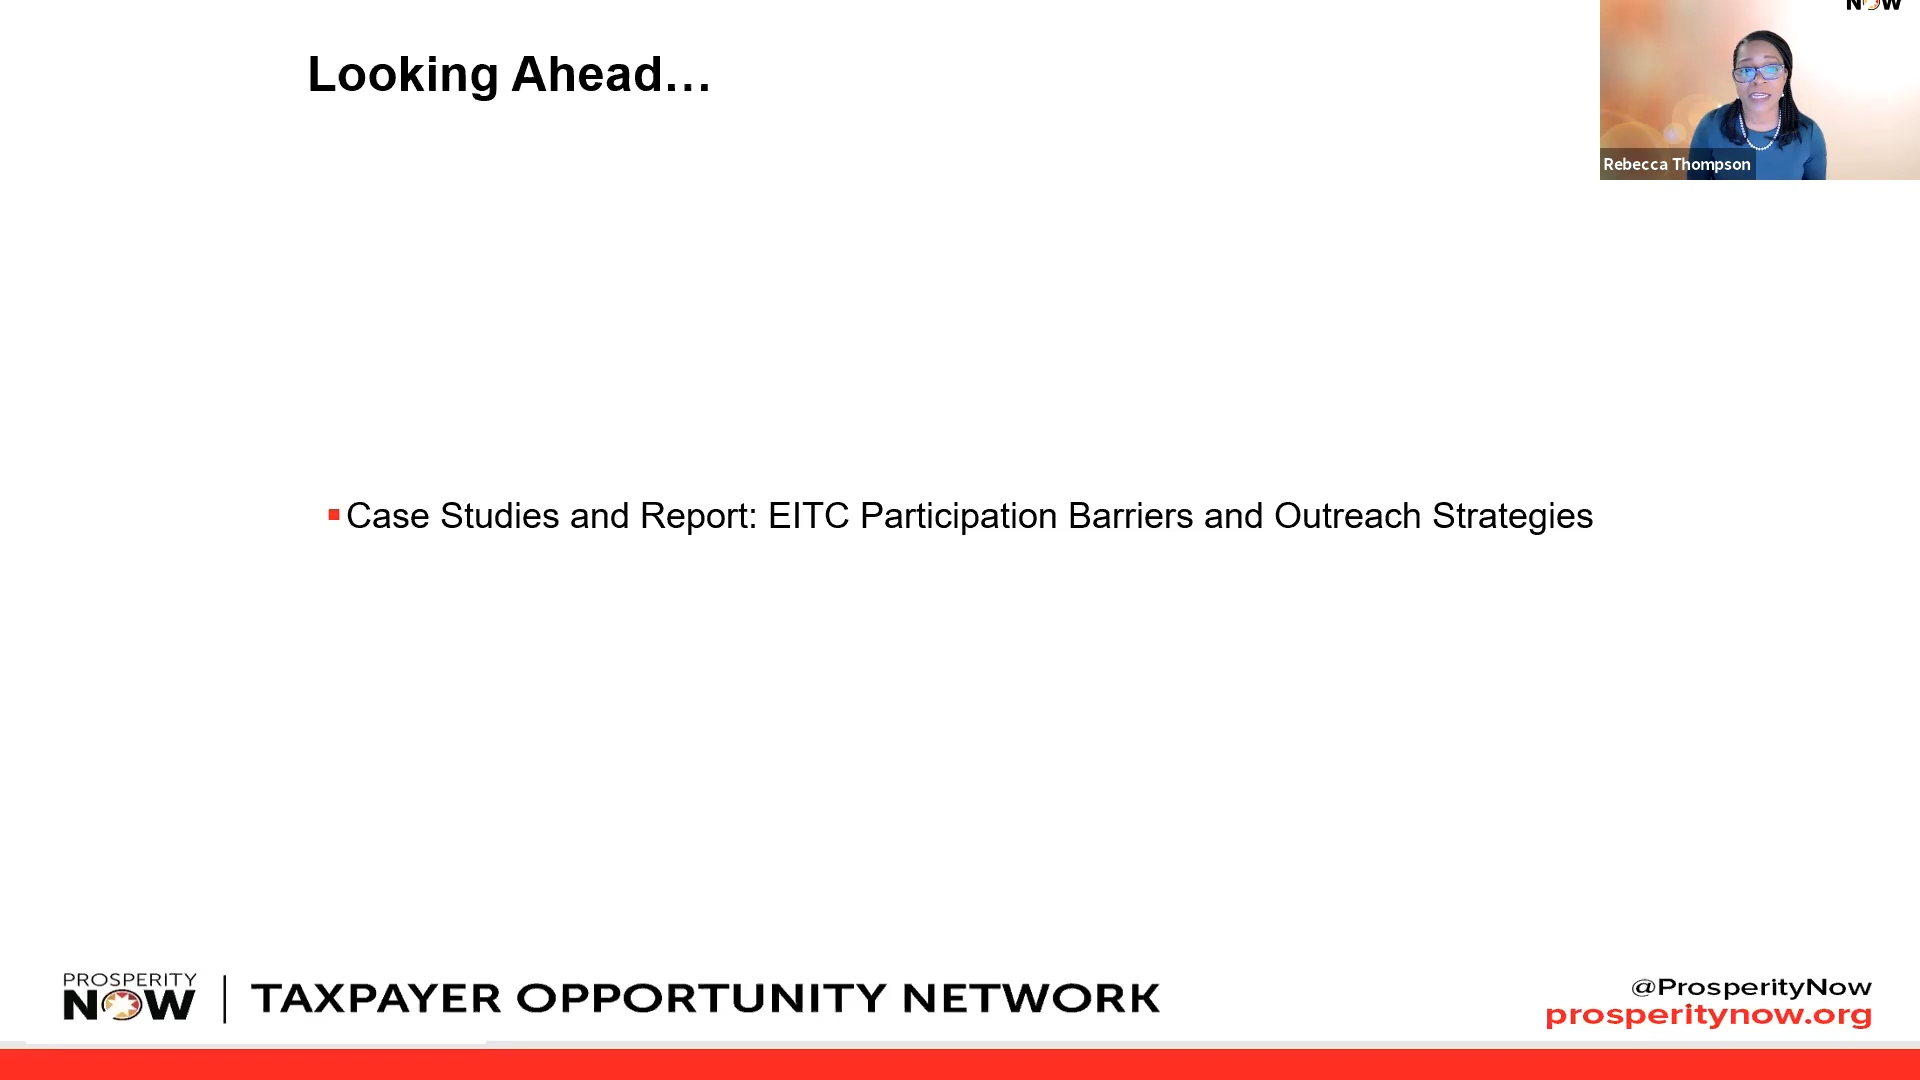 NOW
Looking Ahead…
Rebecca Thompson
Case Studies and Report: EITC Participation Barriers and Outreach Strategies
PROSPERITY
NOW
TAXPAYER OPPORTUNITY NETWORK
@ProsperityNow
prosperitynow.org